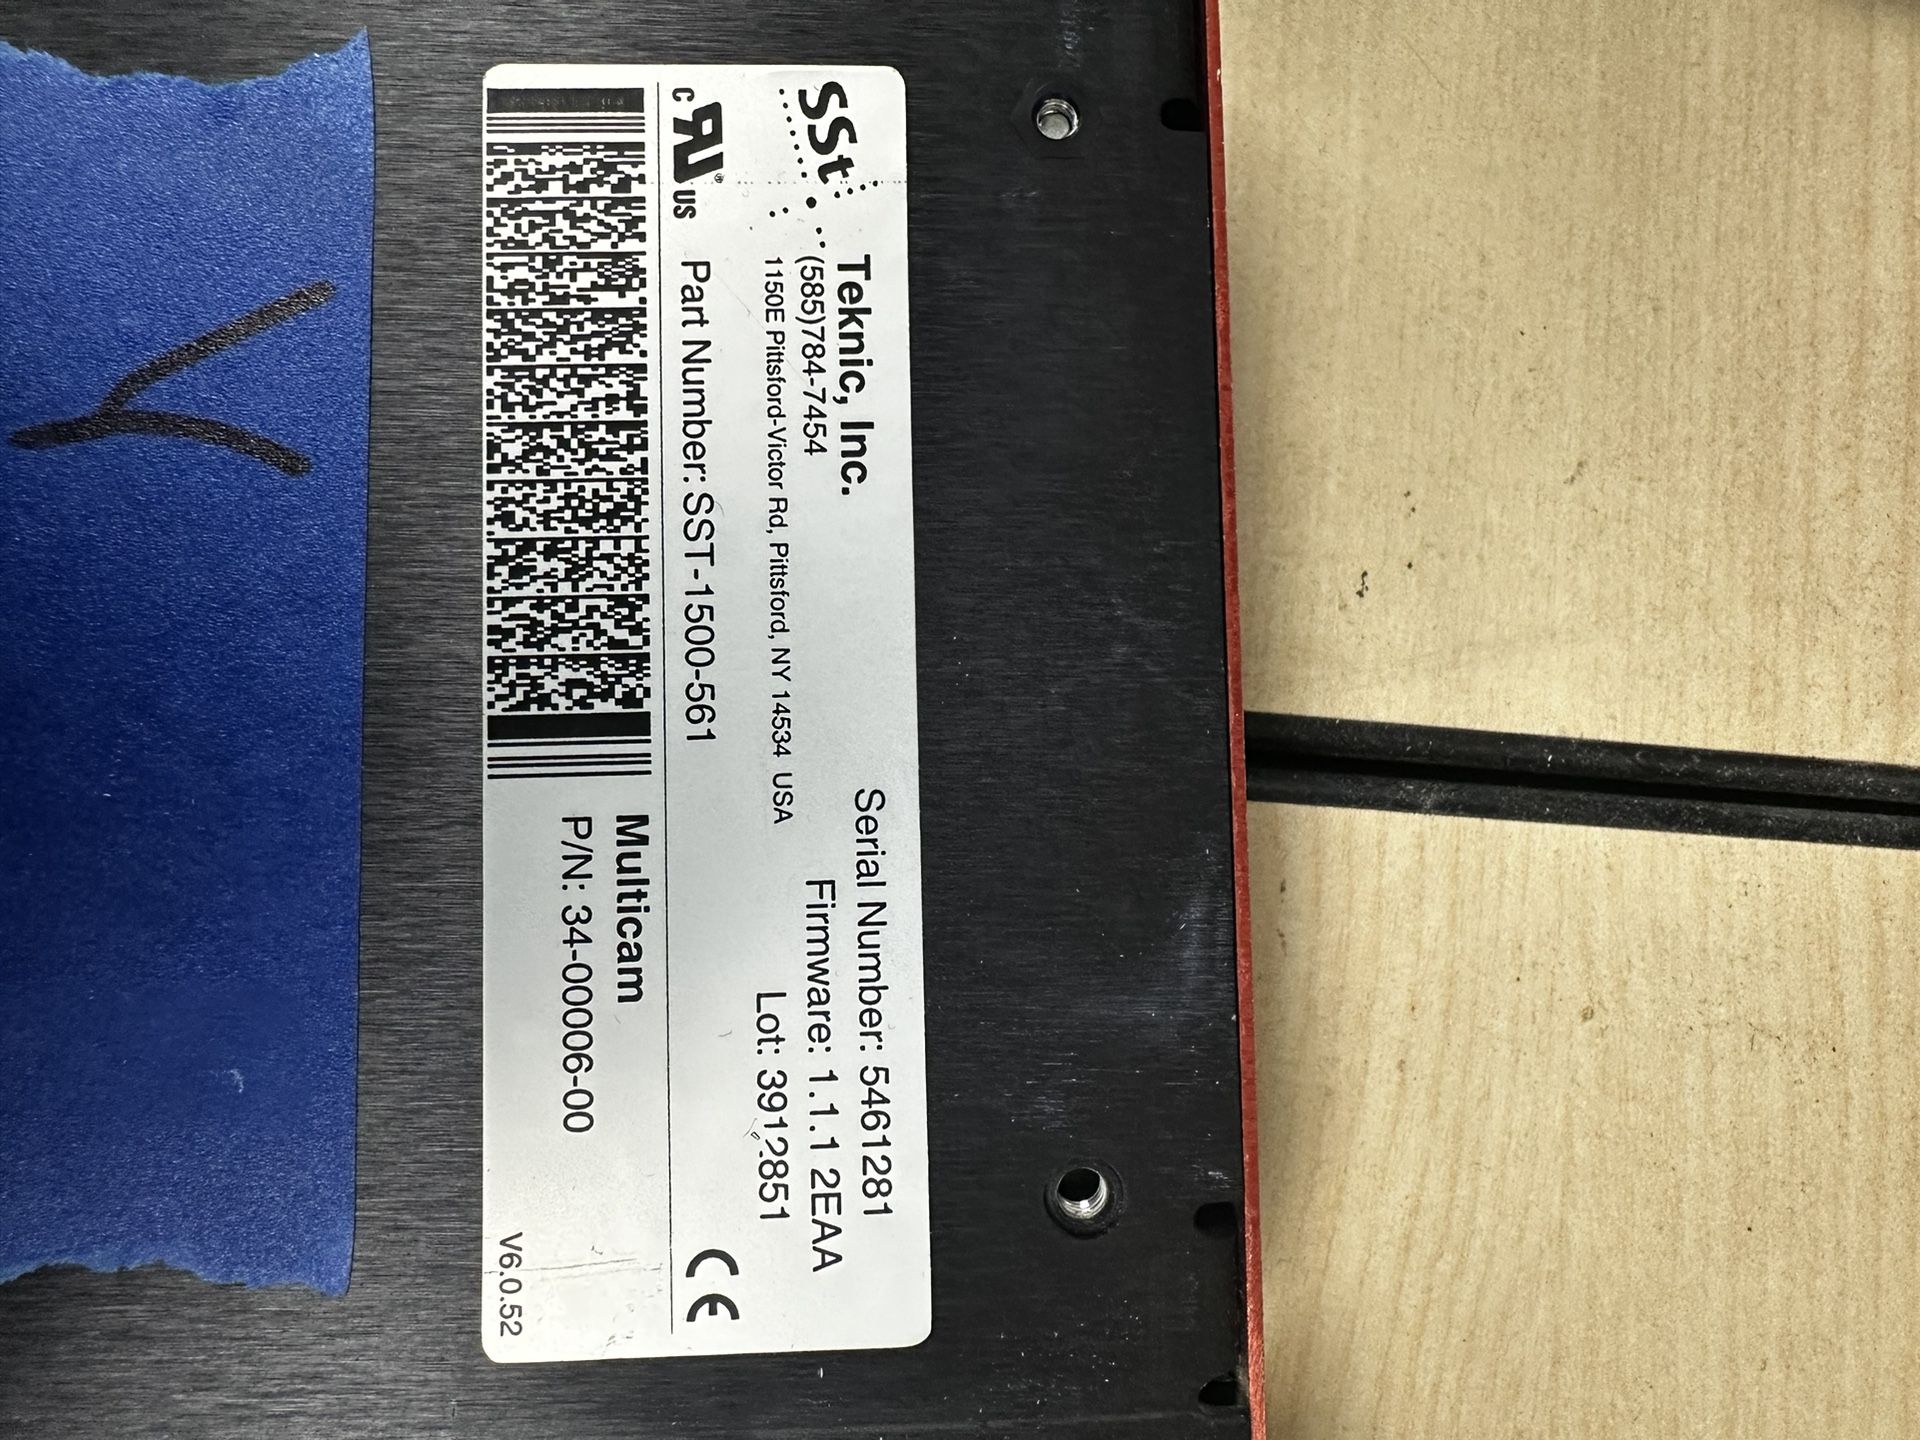 SSt
Teknic, Inc.
(585)784-7454
1150E Pittsford-Victor Rd, Pittsford, NY 14534 USA
Serial Number: 5461281
Firmware: 1.1.1 2EAA
Lot: 3912851
c RU ® US
Part Number: SST-1500-561
CE
Multicam
P/N: 34-00006-00
V6.0.52
Y